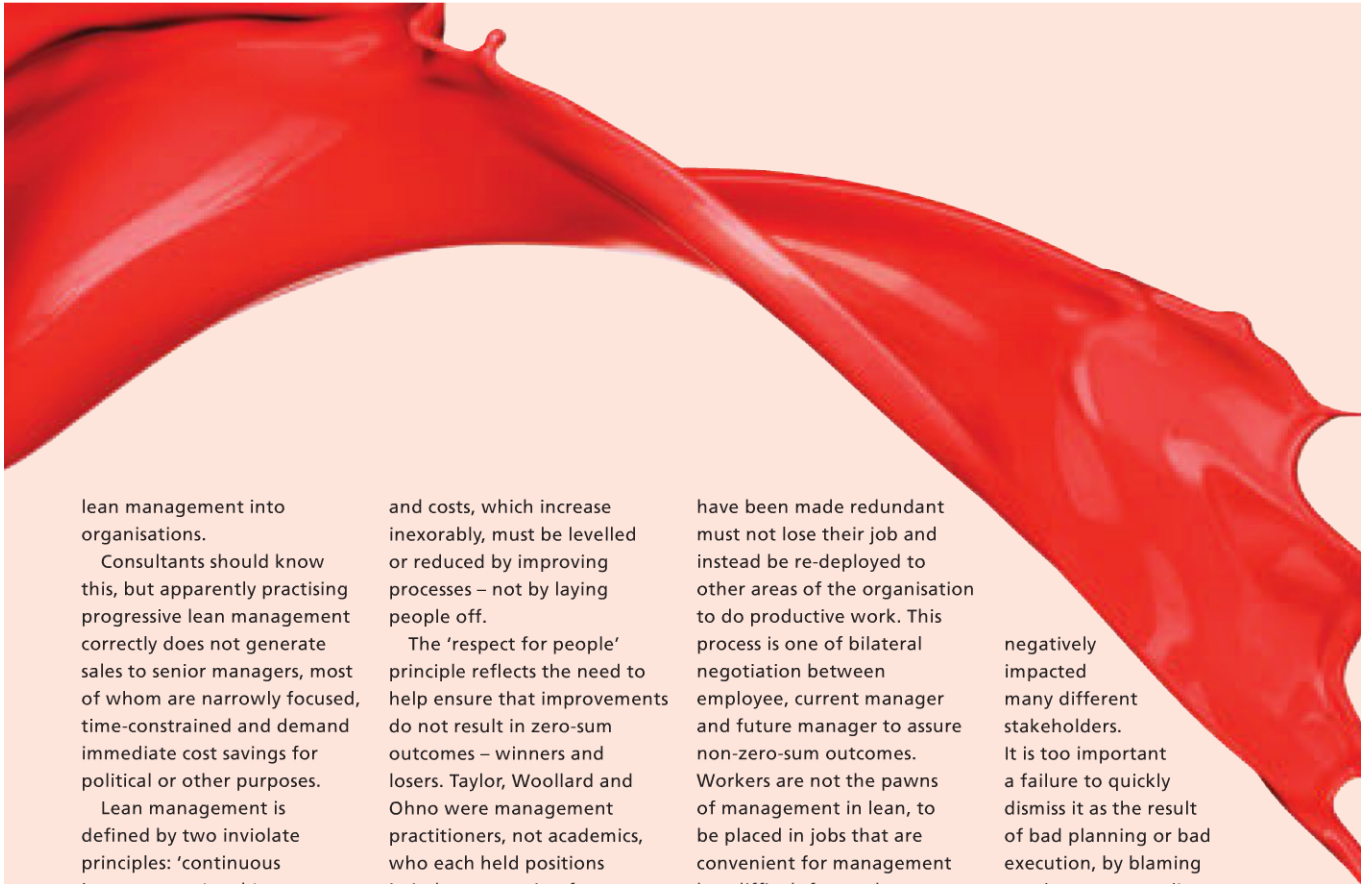 lean management into
organisations.
Consultants should know
this, but apparently practising
progressive lean management
correctly does not generate
sales to senior managers, most
of whom are narrowly focused,
time-constrained and demand
immediate cost savings for
political or other purposes.
Lean management is
defined by two inviolate
principles: ‘continuous
and costs, which increase
inexorably, must be levelled
or reduced by improving
processes – not by laying
people off.
The ‘respect for people’
principle reflects the need to
help ensure that improvements
do not result in zero-sum
outcomes – winners and
losers. Taylor, Woollard and
Ohno were management
practitioners, not academics,
who each held positions
have been made redundant
must not lose their job and
instead be re-deployed to
other areas of the organisation
to do productive work. This
process is one of bilateral
negotiation between
employee, current manager
and future manager to assure
non-zero-sum outcomes.
Workers are not the pawns
of management in lean, to
be placed in jobs that are
convenient for management
negatively
impacted
many different
stakeholders.
It is too important
a failure to quickly
dismiss it as the result
of bad planning or bad
execution, by blaming